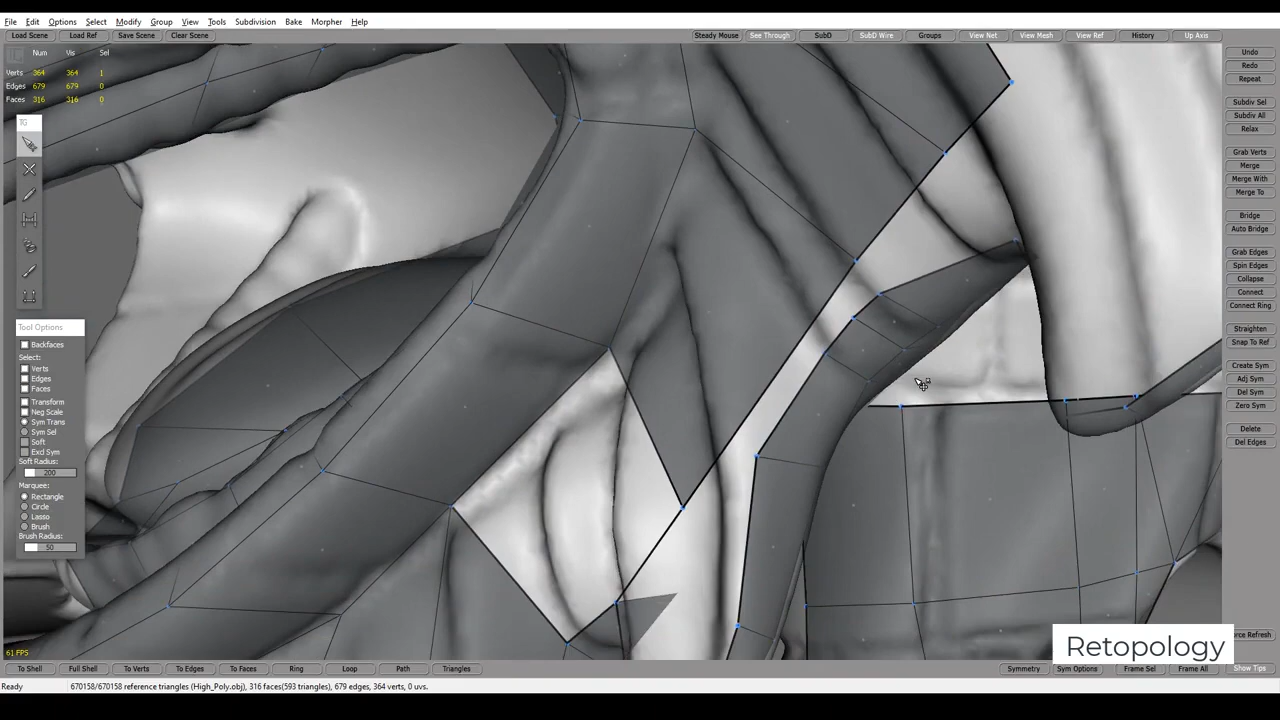 File Edit Options Select Modify Group View Tools Subdivision Bake Morpher Help
Load Scene Load Ref Save Scene Clear Scene Steady Mouse See Through SubD SubD Wire Groups View Net View Mesh View Ref History Up Axis
Num Vis Sel
Verts 364 364 1
Edges 679 679 0
Faces 316 316 0
TG
Tool Options
Backfaces
Select:
Verts
Edges
Faces
Transform
Neg Scale
Sym Trans
Sym Sel
Soft
Excl Sym
Soft Radius:
200
Marquee:
Rectangle
Circle
Lasso
Brush
Brush Radius:
50
Undo
Redo
Repeat
Subdiv Sel
Subdiv All
Relax
Grab Verts
Merge
Merge With
Merge To
Bridge
Auto Bridge
Grab Edges
Spin Edges
Collapse
Connect
Connect Ring
Straighten
Snap To Ref
Create Sym
Adj Sym
Del Sym
Zero Sym
Delete
Del Edges
orce Refresh
Retopology
61 FPS
To Shell Full Shell To Verts To Edges To Faces Ring Loop Path Triangles Symmetry Sym Options Frame Sel Frame All Show Tips
Ready 670158/670158 reference triangles (High_Poly.obj), 316 faces(593 triangles), 679 edges, 364 verts, 0 uvs.